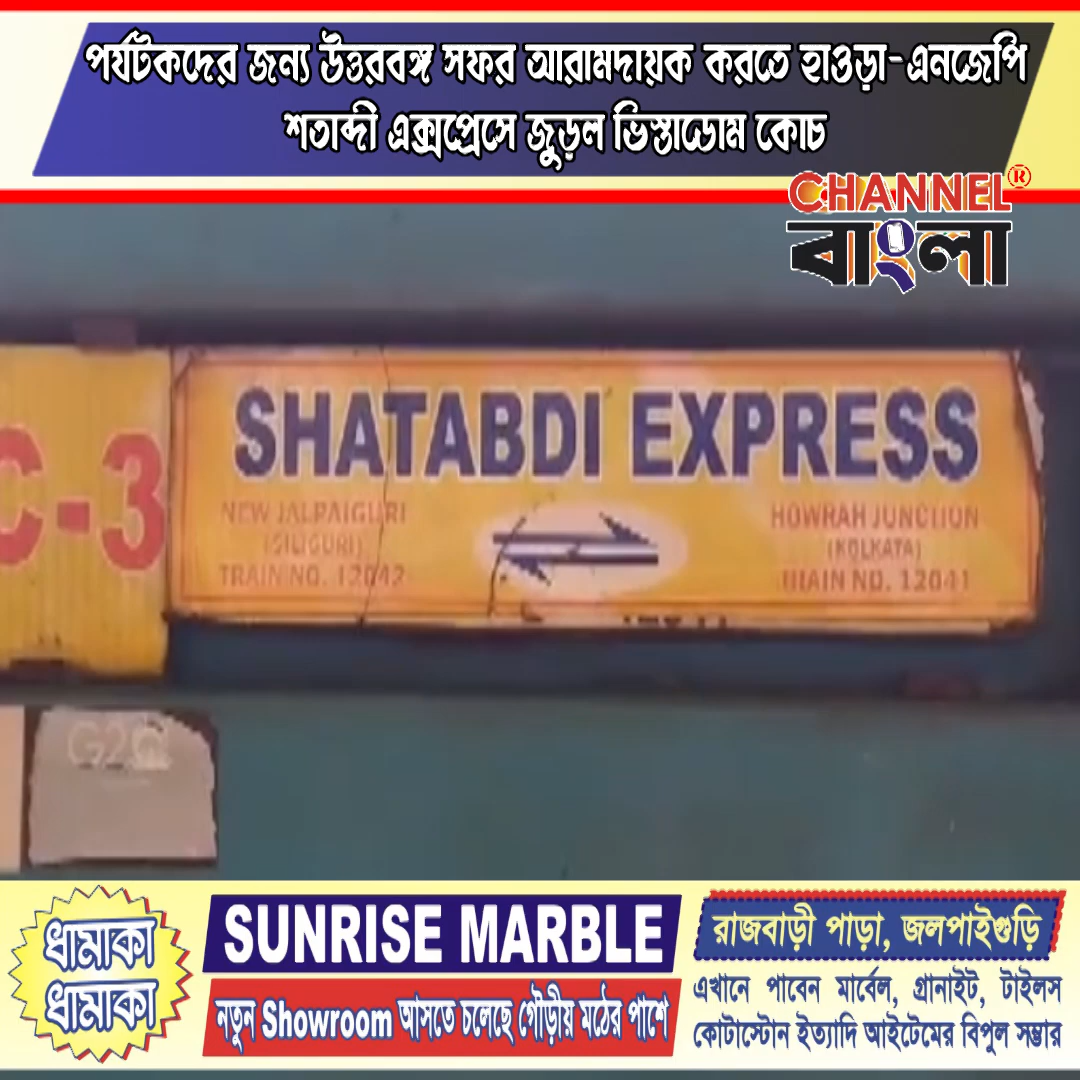 পর্যটকদের জন্য উত্তরবঙ্গ সফর আরামদায়ক করতে হাওড়া-এনজেপি
শতাব্দী এক্সপ্রেসে জুড়ল ভিস্তাডোম কোচ
CHANNEL®
বাংলা
C-3
SHATABDI EXPRESS
NEW JALPAIGURI
(SILIGURI)
TRAIN NO. 12042
HOWRAH JUNCTION
(KOLKATA)
TRAIN NO. 12041
ধামাকা
ধামাকা
SUNRISE MARBLE
নতুন Showroom আসতে চলেছে গৌড়ীয় মঠের পাশে
রাজবাড়ী পাড়া, জলপাইগুড়ি
এখানে পাবেন মার্বেল, গ্রানাইট, টাইলস
কোটাস্টোন ইত্যাদি আইটেমের বিপুল সম্ভার